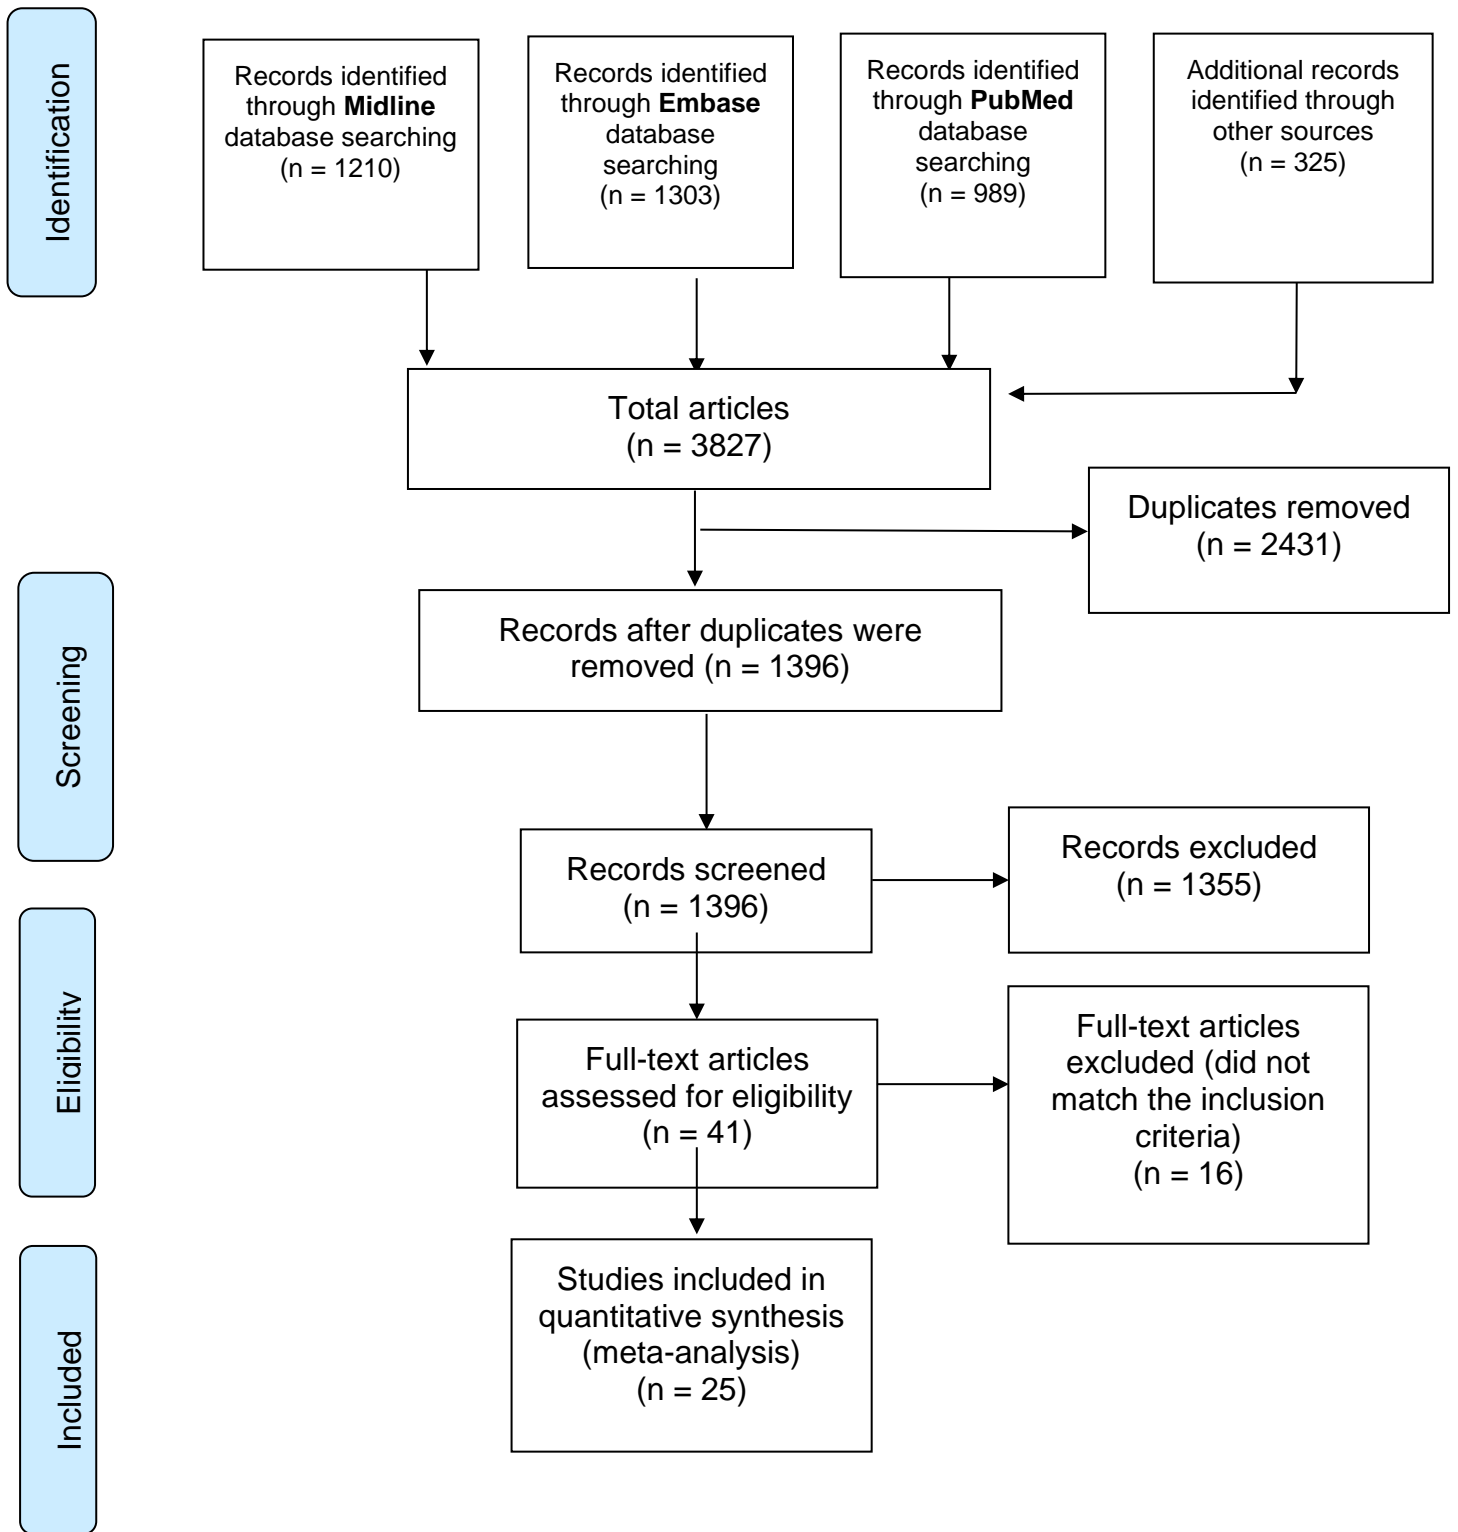 Identification
Records identified
through Midline
database searching
(n = 1210)
Records identified
through Embase
database
searching
(n = 1303)
Records identified
through PubMed
database
searching
(n = 989)
Additional records
identified through
other sources
(n = 325)
Total articles
(n = 3827)
Duplicates removed
(n = 2431)
Screening
Records after duplicates were
removed (n = 1396)
Records screened
(n = 1396)
Records excluded
(n = 1355)
Eligibility
Full-text articles
assessed for eligibility
(n = 41)
Full-text articles
excluded (did not
match the inclusion
criteria)
(n = 16)
Included
Studies included in
quantitative synthesis
(meta-analysis)
(n = 25)